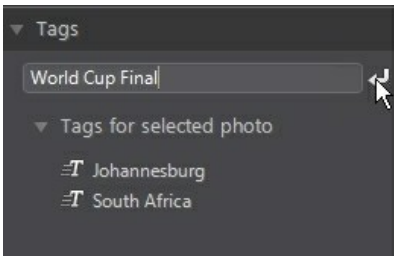 Tags
World Cup Final
Tags for selected photo
Johannesburg
South Africa